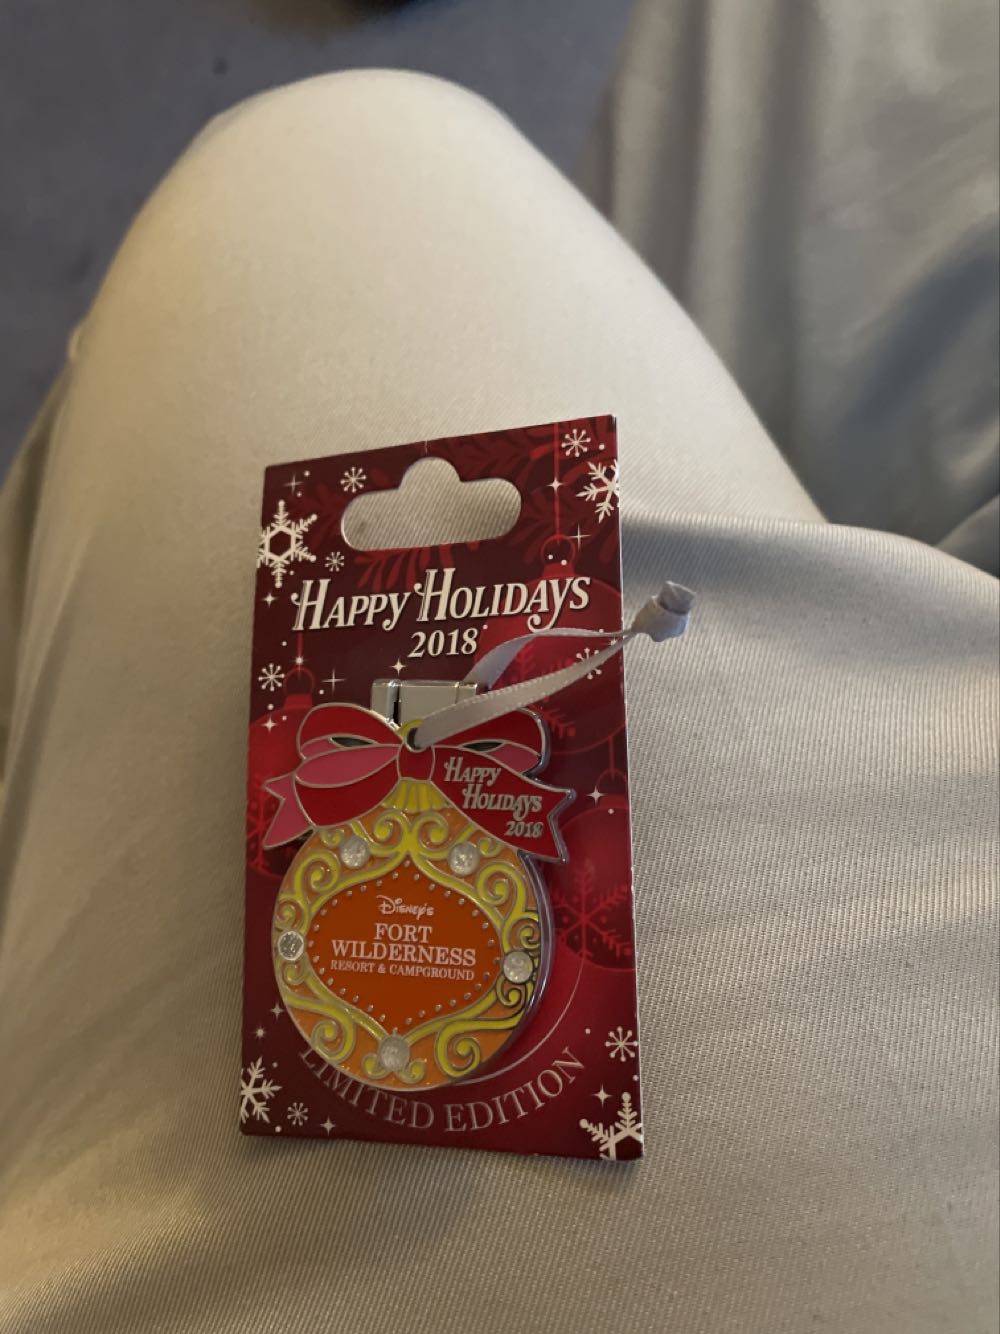 HAPPY HOLIDAYS
2018
HAPPY
HOLIDAYS
2018
Disney's
FORT
WILDERNESS
RESORT & CAMPGROUND
LIMITED EDITION